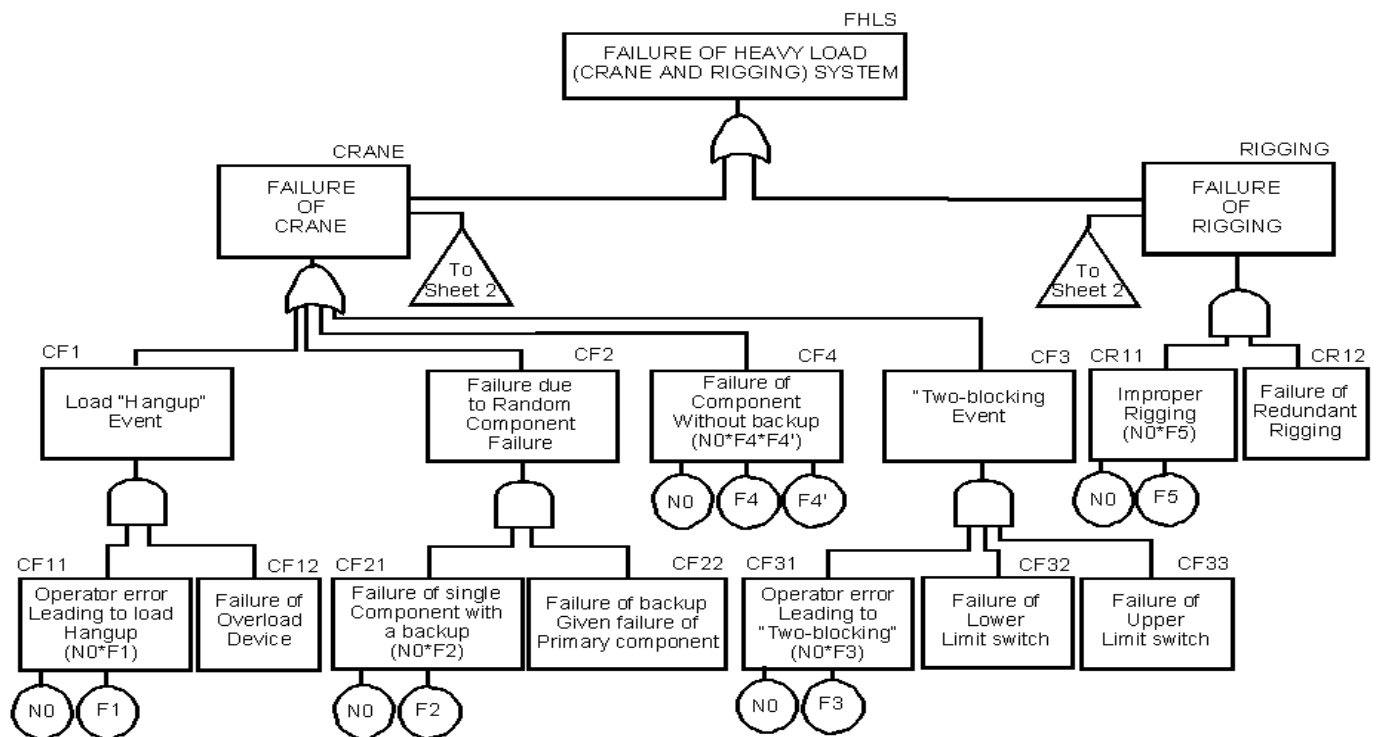 FHLS
FAILURE OF HEAVY LOAD
(CRANE AND RIGGING) SYSTEM
CRANE
FAILURE
OF
CRANE
To
Sheet 2
RIGGING
FAILURE
OF
RIGGING
To
Sheet 2
CF1
Load "Hangup"
Event
CF2
Failure due
to Random
Component
Failure
CF4
Failure of
Component
Without backup
(N0*F4*F4')
N0
F4
F4'
CF3
"Two-blocking
Event
CR11
Improper
Rigging
(N0*F5)
N0
F5
CR12
Failure of
Redundant
Rigging
CF11
Operator error
Leading to load
Hangup
(N0*F1)
N0
F1
CF12
Failure of
Overload
Device
CF21
Failure of single
Component with
a backup
(N0*F2)
N0
F2
CF22
Failure of backup
Given failure of
Primary component
CF31
Operator error
Leading to
"Two-blocking"
(N0*F3)
N0
F3
CF32
Failure of
Lower
Limit switch
CF33
Failure of
Upper
Limit switch